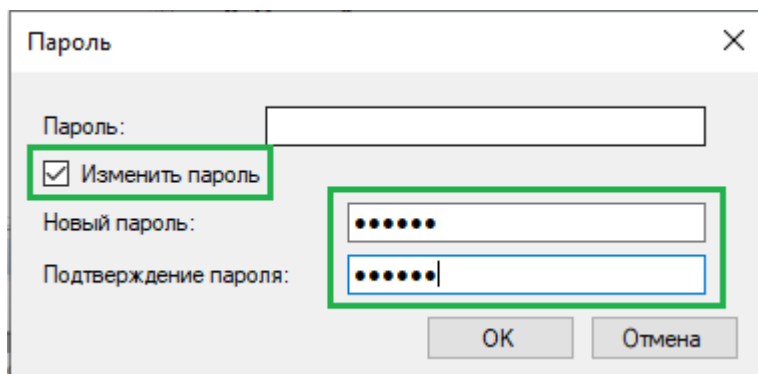 Пароль
Пароль:
Изменить пароль
Новый пароль: ●●●●●●
Подтверждение пароля: ●●●●●●
OK Отмена